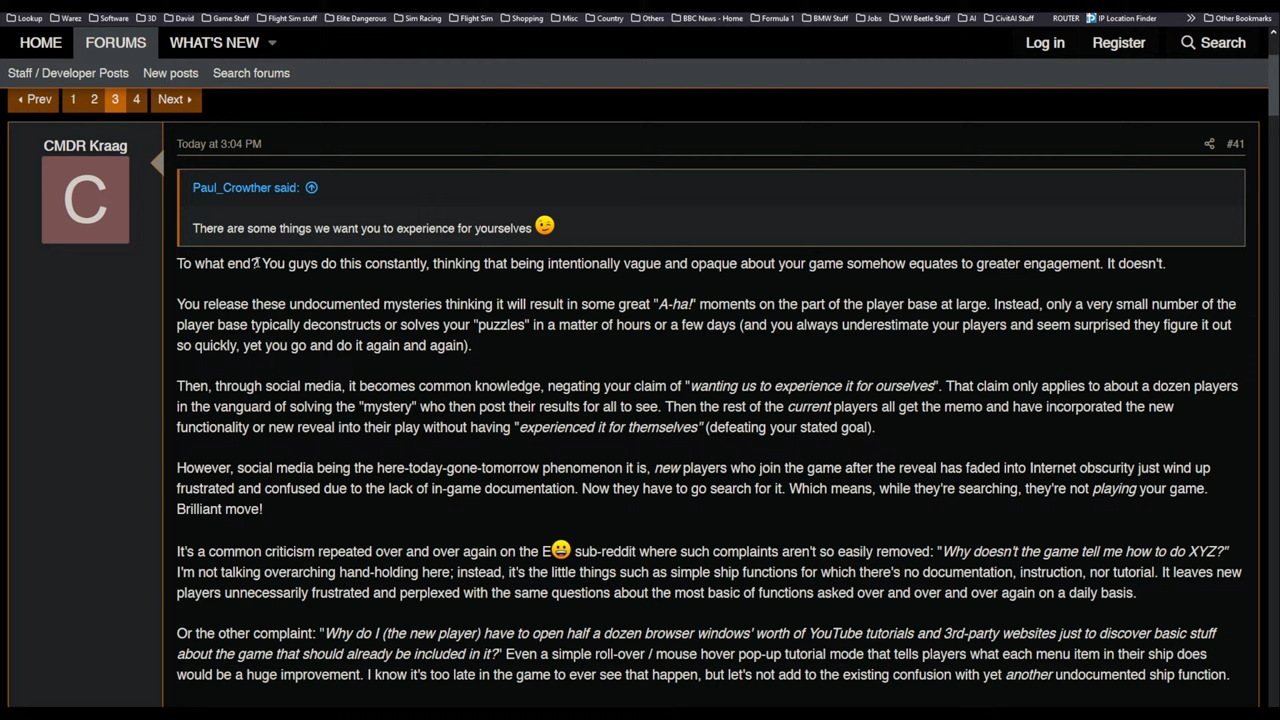 Lookup Warez Software 3D David Game Stuff Flight Sim stuff Elite Dangerous Sim Racing Flight Sim Shopping Misc Country Others BBC News - Home Formula 1 BMW Stuff Jobs VW Beetle Stuff AI CivitAI Stuff ROUTER IP Location Finder Other Bookmarks
HOME FORUMS WHAT'S NEW Log in Register Search
Staff / Developer Posts New posts Search forums
Prev 1 2 3 4 Next
CMDR Kraag
C
Today at 3:04 PM #41
Paul_Crowther said:
There are some things we want you to experience for yourselves 😉
To what end? You guys do this constantly, thinking that being intentionally vague and opaque about your game somehow equates to greater engagement. It doesn't.
You release these undocumented mysteries thinking it will result in some great "A-ha!" moments on the part of the player base at large. Instead, only a very small number of the
player base typically deconstructs or solves your "puzzles" in a matter of hours or a few days (and you always underestimate your players and seem surprised they figure it out
so quickly, yet you go and do it again and again).
Then, through social media, it becomes common knowledge, negating your claim of "wanting us to experience it for ourselves". That claim only applies to about a dozen players
in the vanguard of solving the "mystery" who then post their results for all to see. Then the rest of the current players all get the memo and have incorporated the new
functionality or new reveal into their play without having "experienced it for themselves" (defeating your stated goal).
However, social media being the here-today-gone-tomorrow phenomenon it is, new players who join the game after the reveal has faded into Internet obscurity just wind up
frustrated and confused due to the lack of in-game documentation. Now they have to go search for it. Which means, while they're searching, they're not playing your game.
Brilliant move!
It's a common criticism repeated over and over again on the E😀 sub-reddit where such complaints aren't so easily removed: "Why doesn't the game tell me how to do XYZ?"
I'm not talking overarching hand-holding here; instead, it's the little things such as simple ship functions for which there's no documentation, instruction, nor tutorial. It leaves new
players unnecessarily frustrated and perplexed with the same questions about the most basic of functions asked over and over and over again on a daily basis.
Or the other complaint: "Why do I (the new player) have to open half a dozen browser windows' worth of YouTube tutorials and 3rd-party websites just to discover basic stuff
about the game that should already be included in it?" Even a simple roll-over / mouse hover pop-up tutorial mode that tells players what each menu item in their ship does
would be a huge improvement. I know it's too late in the game to ever see that happen, but let's not add to the existing confusion with yet another undocumented ship function.